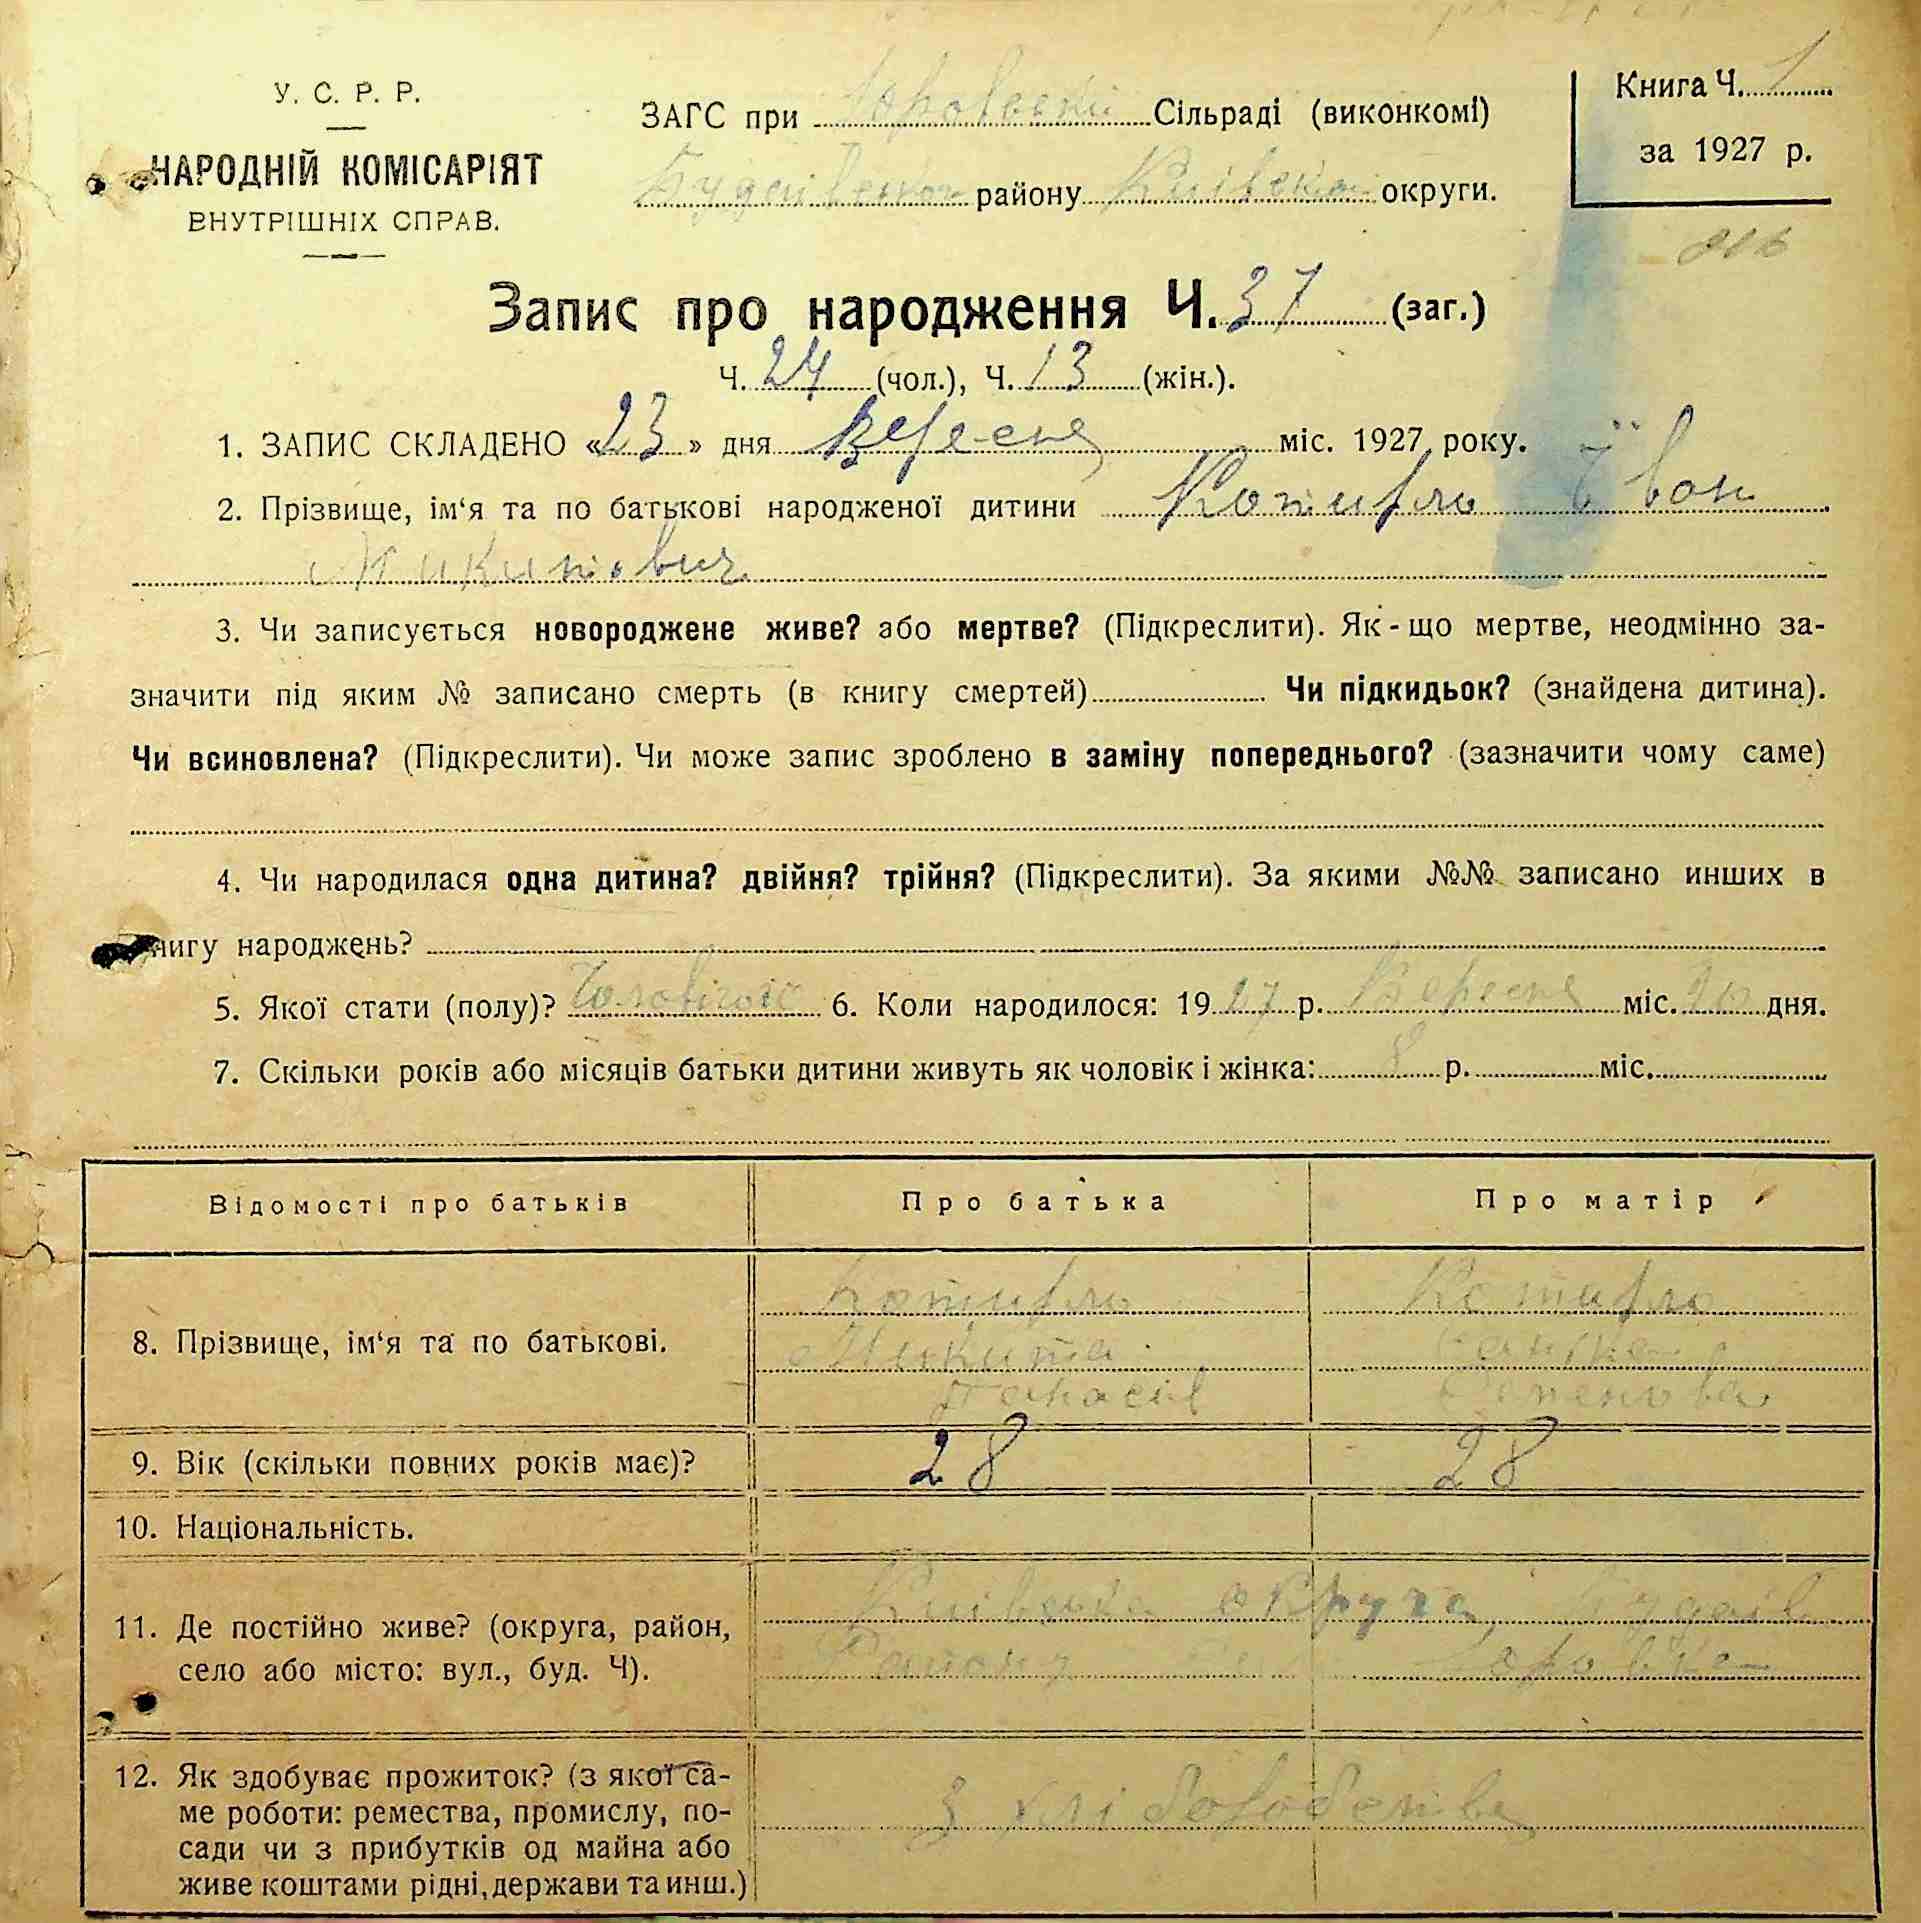 У. С. Р. Р.
НАРОДНІЙ КОМІСАРІЯТ
ВНУТРІШНІХ СПРАВ.
ЗАГС при Сільраді (виконкомі)
району Київської округи.
Книга Ч. 1
за 1927 р.
Запис про народження Ч. 37 (заг.)
Ч. 24 (чол.), Ч. 13 (жін.).
1. ЗАПИС СКЛАДЕНО «23» дня Вересня міс. 1927 року.
2. Прізвище, ім'я та по батькові народженої дитини Іван
Микитович
3. Чи записується новороджене живе? або мертве? (Підкреслити). Як-що мертве, неодмінно за-
значити під яким № записано смерть (в книгу смертей) Чи підкидьок? (знайдена дитина).
Чи всиновлена? (Підкреслити). Чи може запис зроблено в заміну попереднього? (зазначити чому саме)
4. Чи народилася одна дитина? двійня? трійня? (Підкреслити). За якими №№ записано инших в
книгу народжень?
5. Якої стати (полу)? 6. Коли народилося: 1927 р. Вересня міс. 20 дня.
7. Скільки років або місяців батьки дитини живуть як чоловік і жінка: 8 р. міс.
Відомості про батьків Про батька Про матір
8. Прізвище, ім'я та по батькові.
Микита
9. Вік (скільки повних років має)? 28 28
10. Національність.
11. Де постійно живе? (округа, район,
село або місто: вул., буд. Ч).
Київська округа
Району
12. Як здобуває прожиток? (з якої са-
ме роботи: ремества, промислу, по-
сади чи з прибутків од майна або
живе коштами рідні, держави та инш.)
З хліборобства